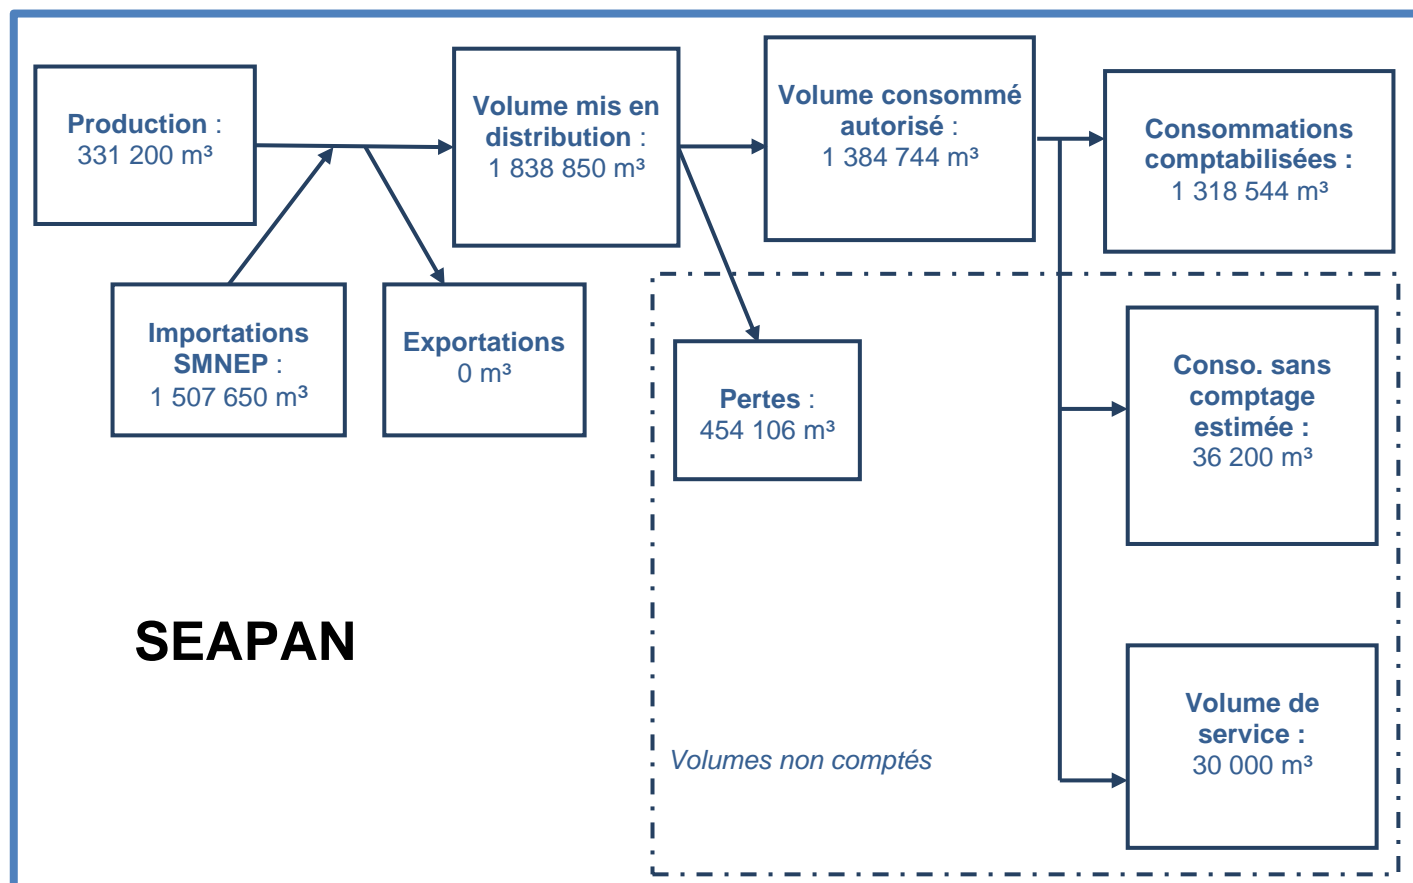 Production :
331 200 m³
Volume mis en
distribution :
1 838 850 m³
Volume consommé
autorisé :
1 384 744 m³
Consommations
comptabilisées :
1 318 544 m³
Importations
SMNEP :
1 507 650 m³
Exportations
0 m³
Pertes :
454 106 m³
Conso. sans
comptage
estimée :
36 200 m³
SEAPAN
Volumes non comptés
Volume de
service :
30 000 m³